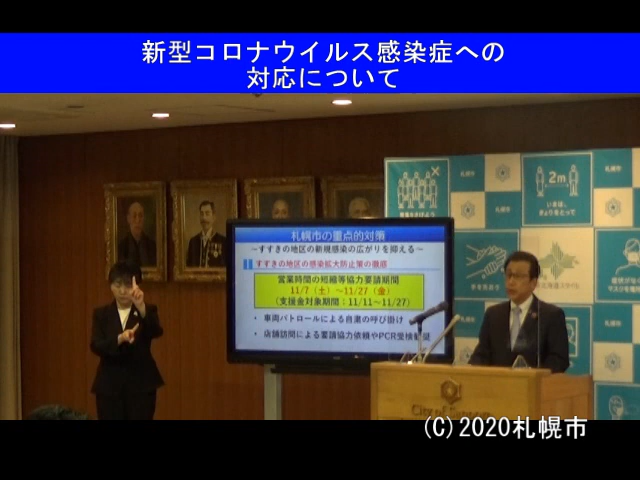 新型コロナウイルス感染症への
対応について
札幌市の重点的対策
~すすきの地区の新規感染の広がりを抑える~
すすきの地区の感染拡大防止策の徹底
営業時間の短縮等協力要請期間
11/7(土)~11/27(金)
(支援金対象期間:11/11~11/27)
・車両パトロールによる自粛の呼び掛け
・店舗訪問による要請協力依頼やPCR受検勧奨
2m
City of Sapporo
(C)2020札幌市